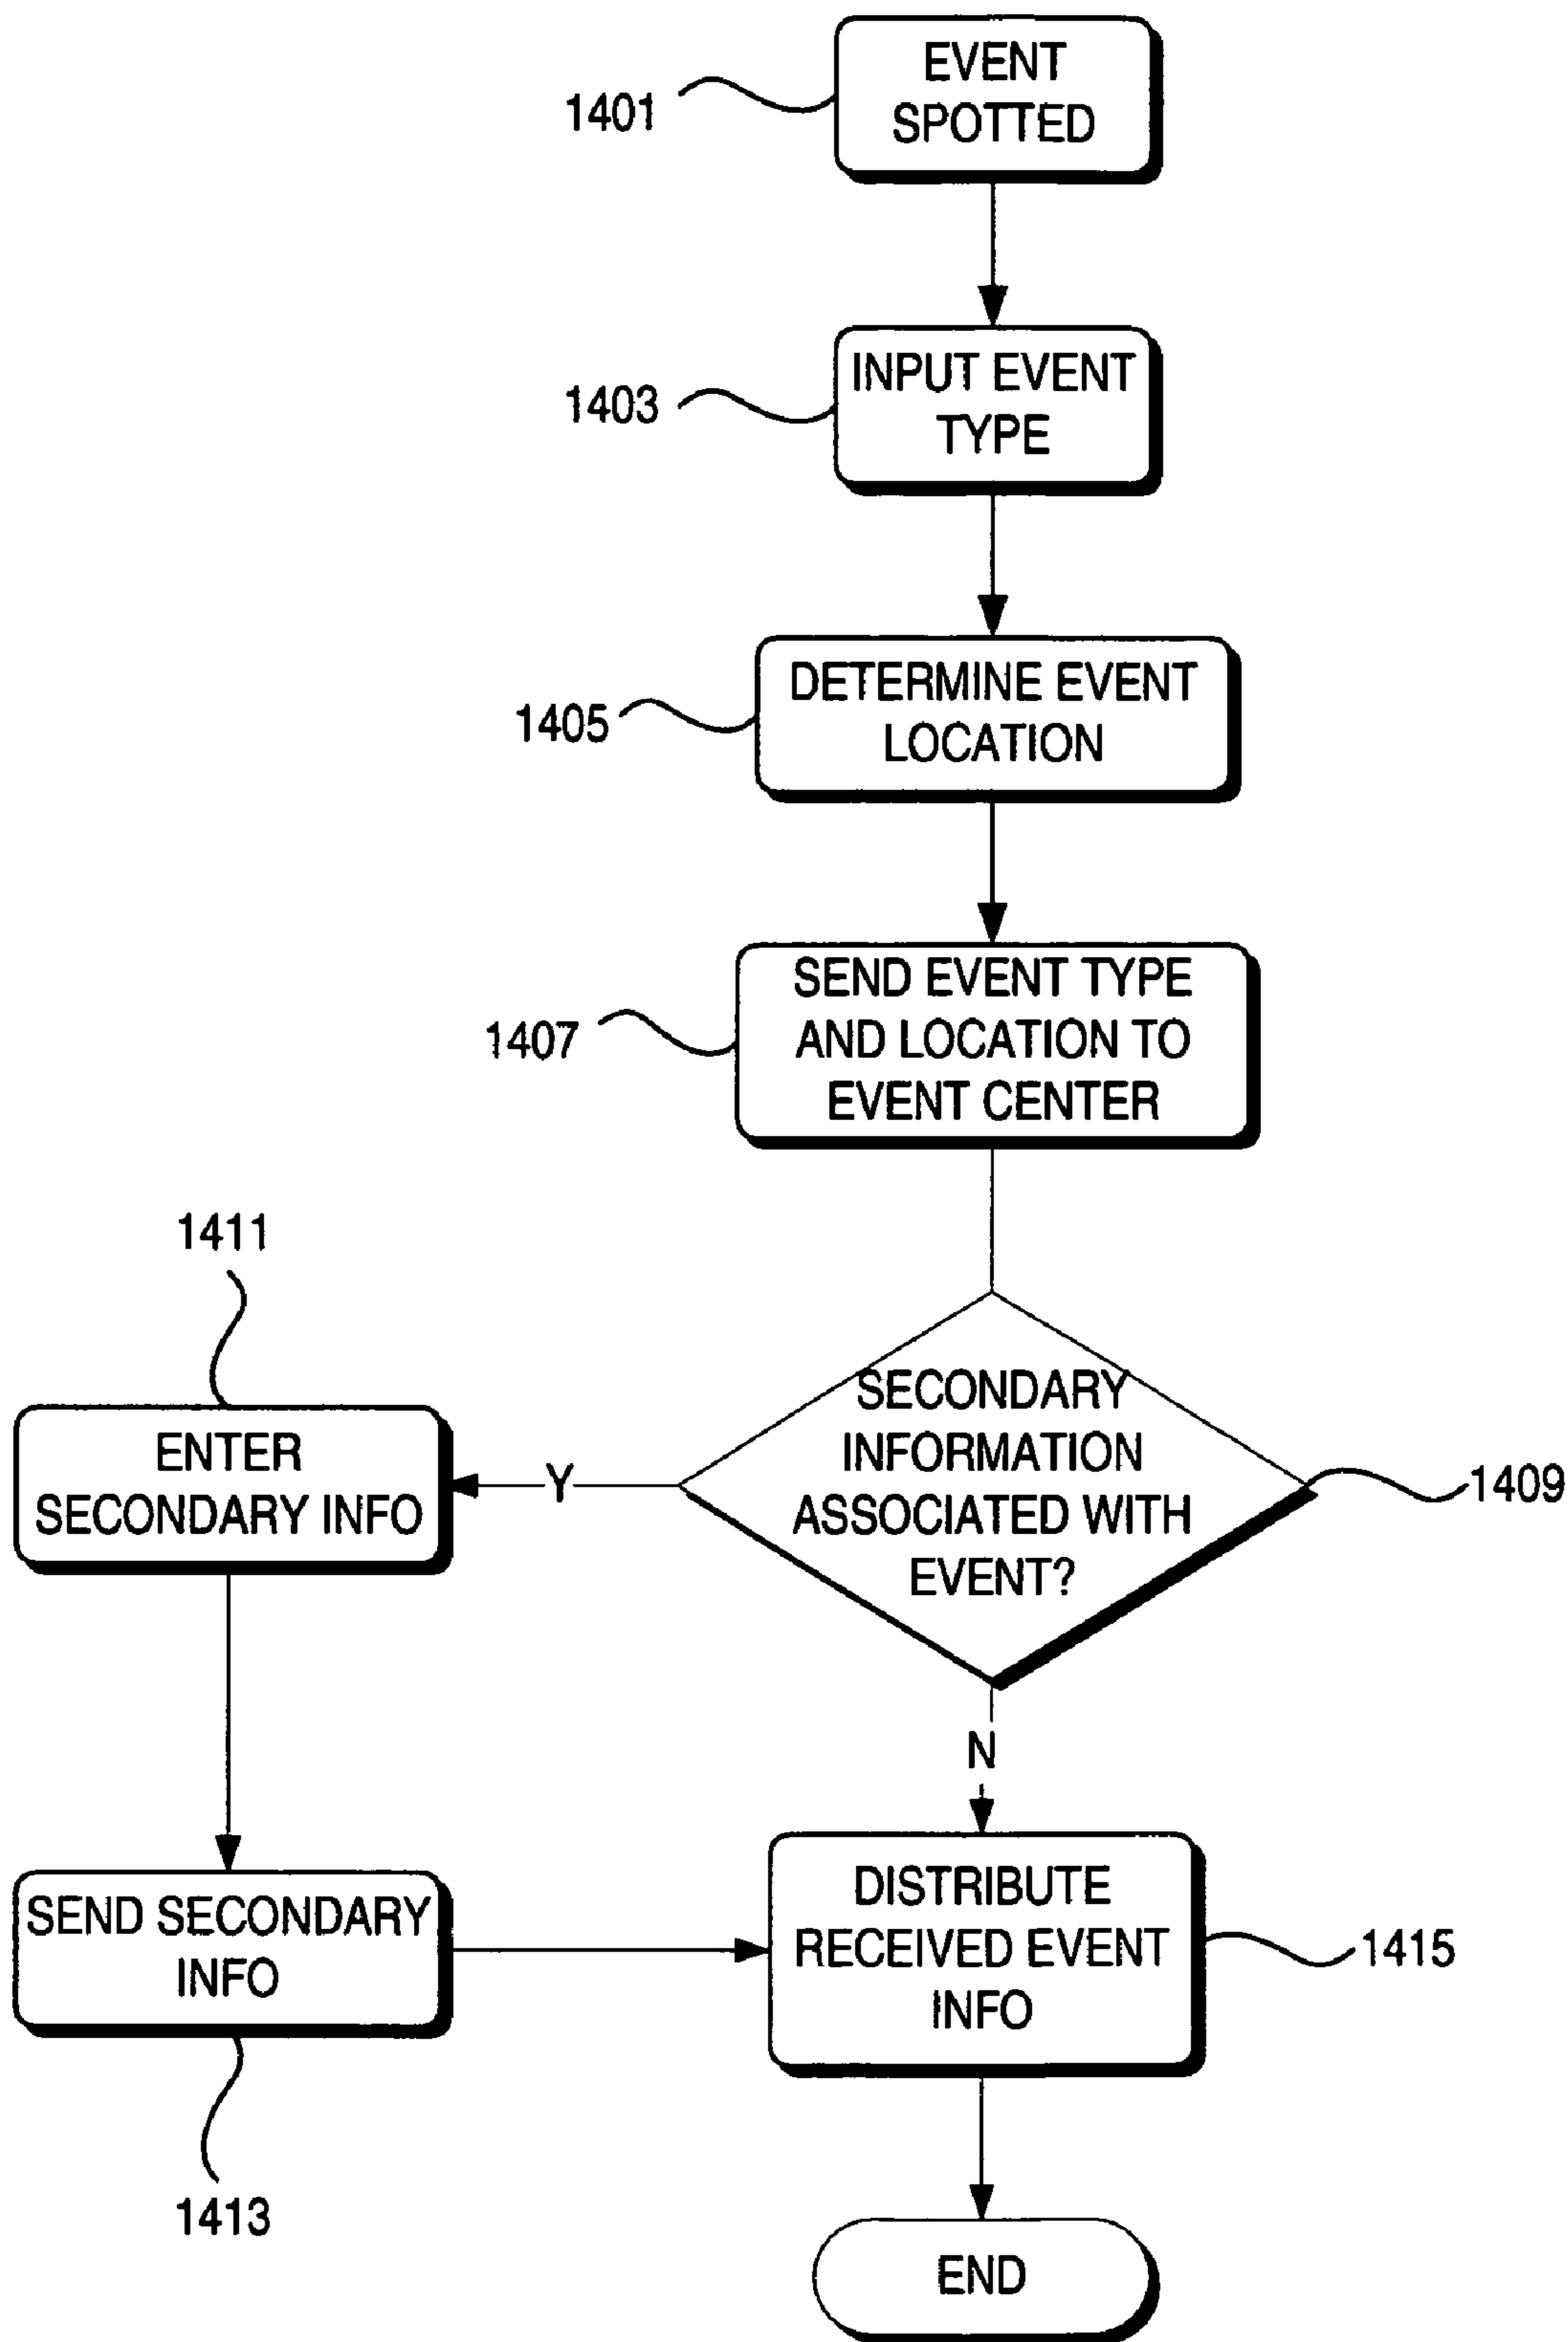 EVENT
SPOTTED
1401
INPUT EVENT
TYPE
1403
DETERMINE EVENT
LOCATION
1405
SEND EVENT TYPE
AND LOCATION TO
EVENT CENTER
1407
SECONDARY
INFORMATION
ASSOCIATED WITH
EVENT?
1409
Y
1411
ENTER
SECONDARY INFO
N
SEND SECONDARY
INFO
1413
DISTRIBUTE
RECEIVED EVENT
INFO
1415
END